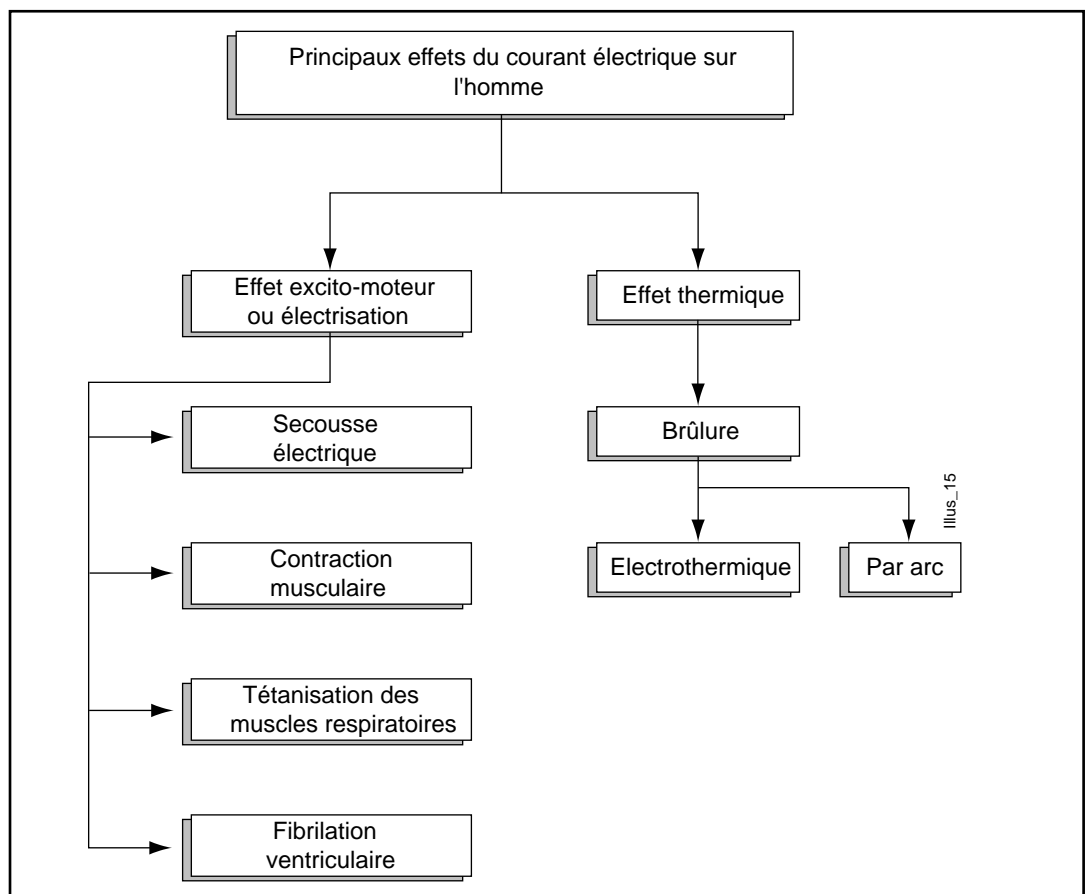 Principaux effets du courant électrique sur
l'homme
Effet excito-moteur
ou électrisation
Effet thermique
Secousse
électrique
Brûlure
Contraction
musculaire
Electrothermique
Par arc
Illus_15
Tétanisation des
muscles respiratoires
Fibrilation
ventriculaire